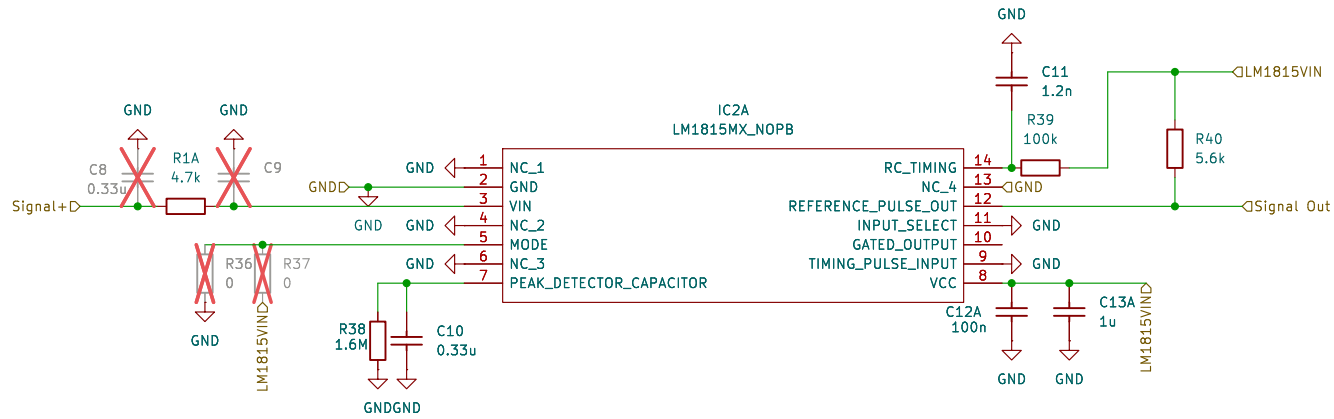 GND
C11
1.2n
LM1815VIN
IC2A
LM1815MX_NOPB
GND
GND
C8
0.33u
R1A
4.7k
C9
R39
100k
R40
5.6k
GND
1
NC_1
RC_TIMING
14
GND
2
GND
NC_4
13
GND
Signal+
3
VIN
REFERENCE_PULSE_OUT
12
Signal Out
GND
GND
4
NC_2
INPUT_SELECT
11
GND
5
MODE
GATED_OUTPUT
10
R36
0
R37
0
GND
6
NC_3
TIMING_PULSE_INPUT
9
GND
7
PEAK_DETECTOR_CAPACITOR
VCC
8
GND
LM1815VIN
R38
1.6M
C10
0.33u
C12A
100n
C13A
1u
LM1815VIN
GND
GND
GND
GND